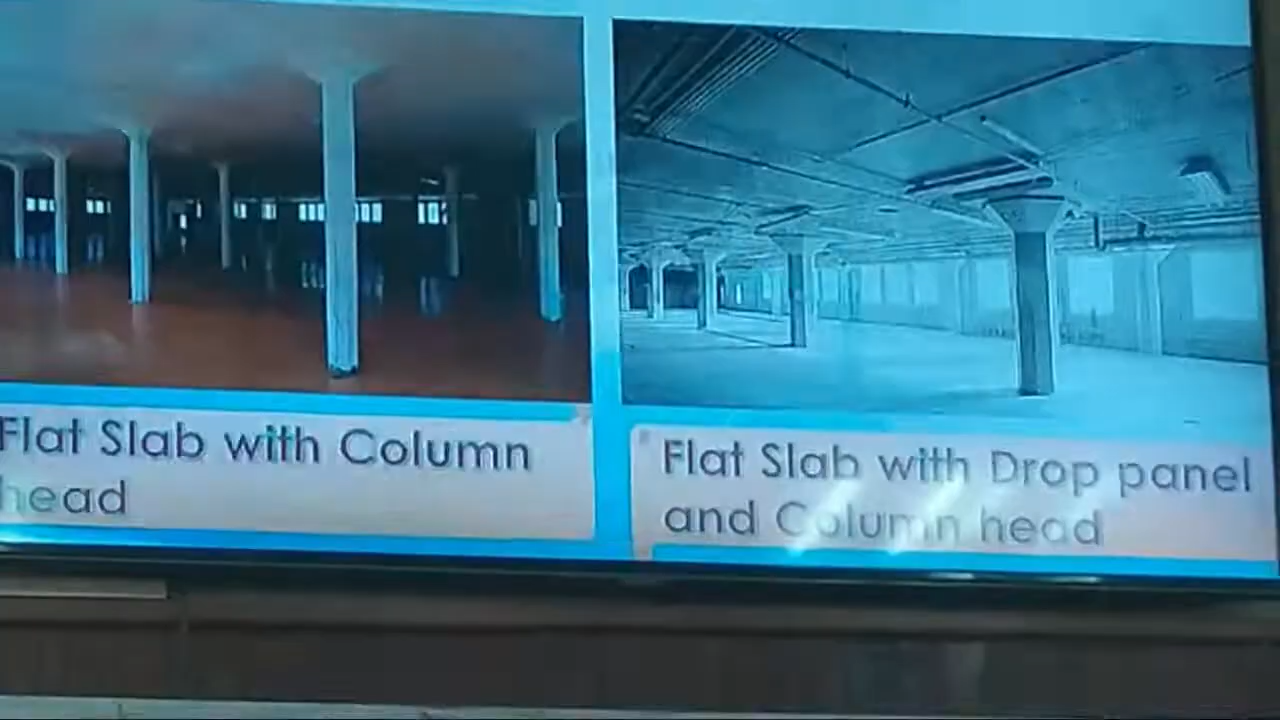 Flat Slab with Column
head
Flat Slab with Drop panel
and Column head